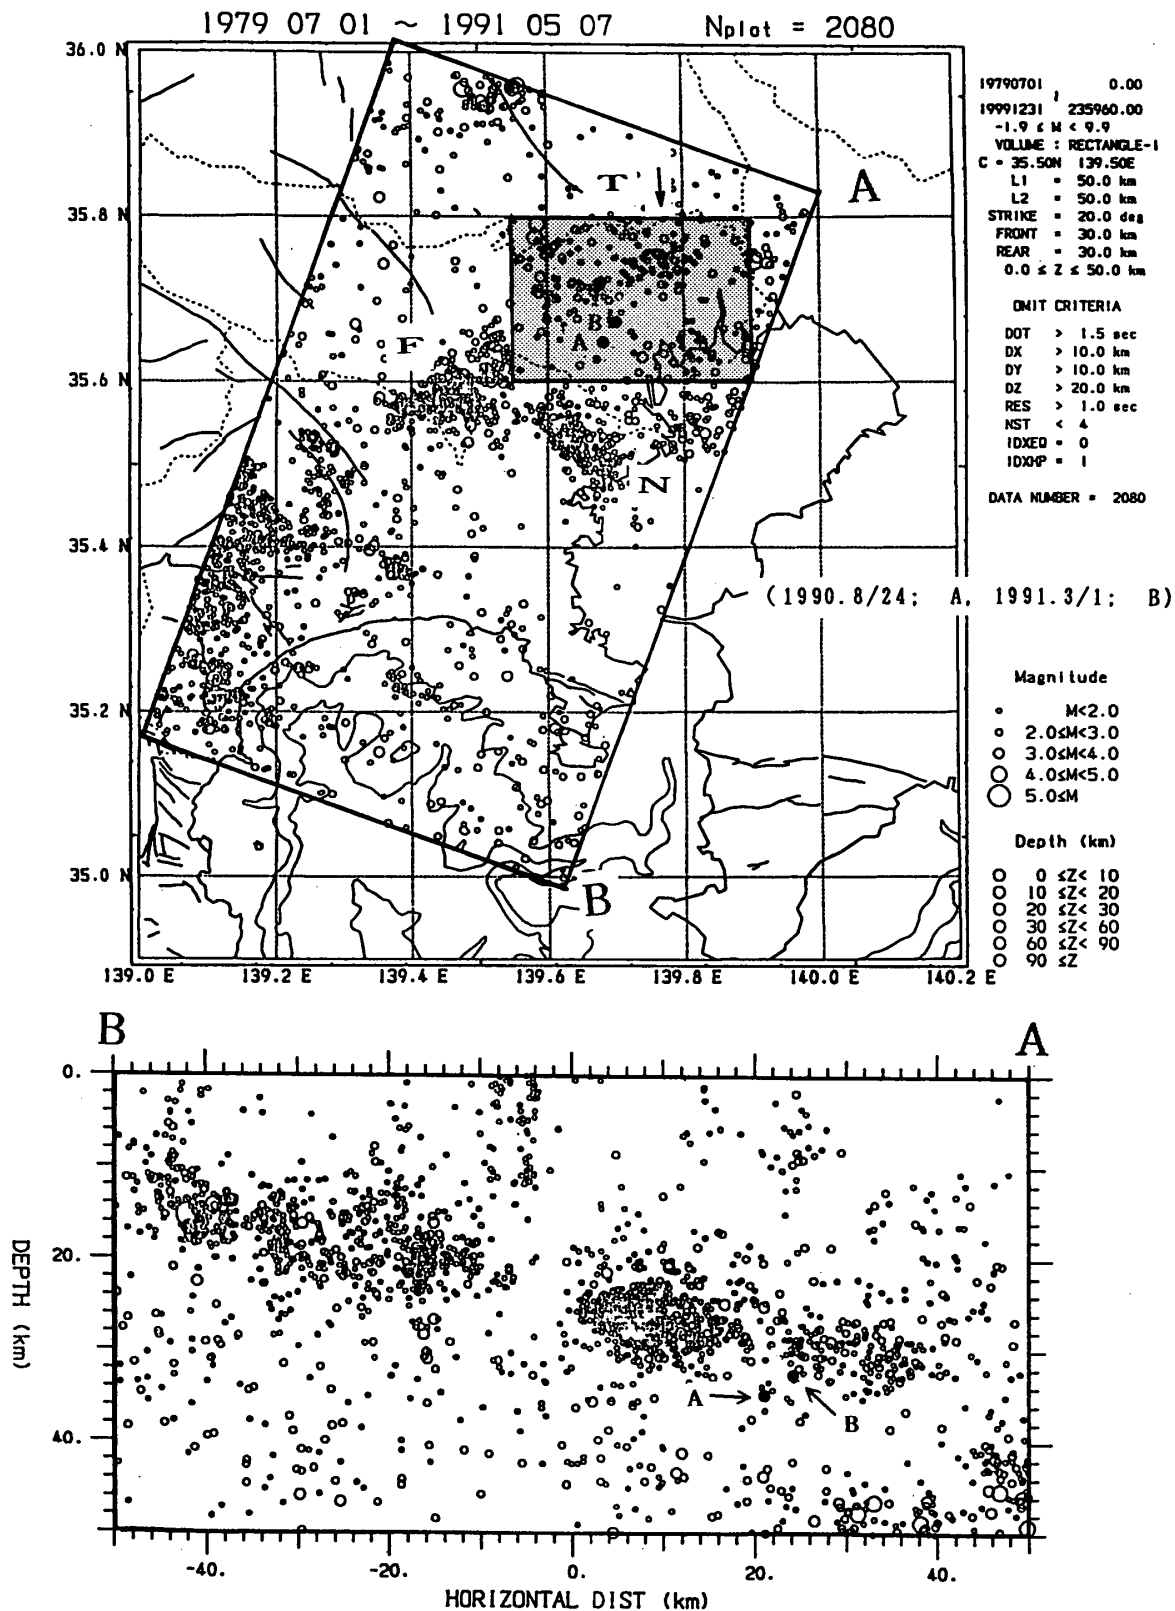 1979 07 01 ~ 1991 05 07 Nplot = 2080
36.0 N
35.8 N
35.6 N
35.4 N
35.2 N
35.0 N
139.0 E 139.2 E 139.4 E 139.6 E 139.8 E 140.0 E 140.2 E
A
T
F
B
A
N
B
19790701 0.00
19991231 235960.00
-1.9 ≤ M < 9.9
VOLUME : RECTANGLE-1
C = 35.50N 139.50E
L1 = 50.0 km
L2 = 50.0 km
STRIKE = 20.0 deg
FRONT = 30.0 km
REAR = 30.0 km
0.0 ≤ Z ≤ 50.0 km
OMIT CRITERIA
DOT > 1.5 sec
DX > 10.0 km
DY > 10.0 km
DZ > 20.0 km
RES > 1.0 sec
NST < 4
IDXEQ = 0
IDXHP = 1
DATA NUMBER = 2080
(1990.8/24; A, 1991.3/1; B)
Magnitude
M<2.0
2.0≤M<3.0
3.0≤M<4.0
4.0≤M<5.0
5.0≤M
Depth (km)
0 ≤Z< 10
10 ≤Z< 20
20 ≤Z< 30
30 ≤Z< 60
60 ≤Z< 90
90 ≤Z
B A
0.
20.
40.
DEPTH (km)
A
B
-40. -20. 0. 20. 40.
HORIZONTAL DIST (km)